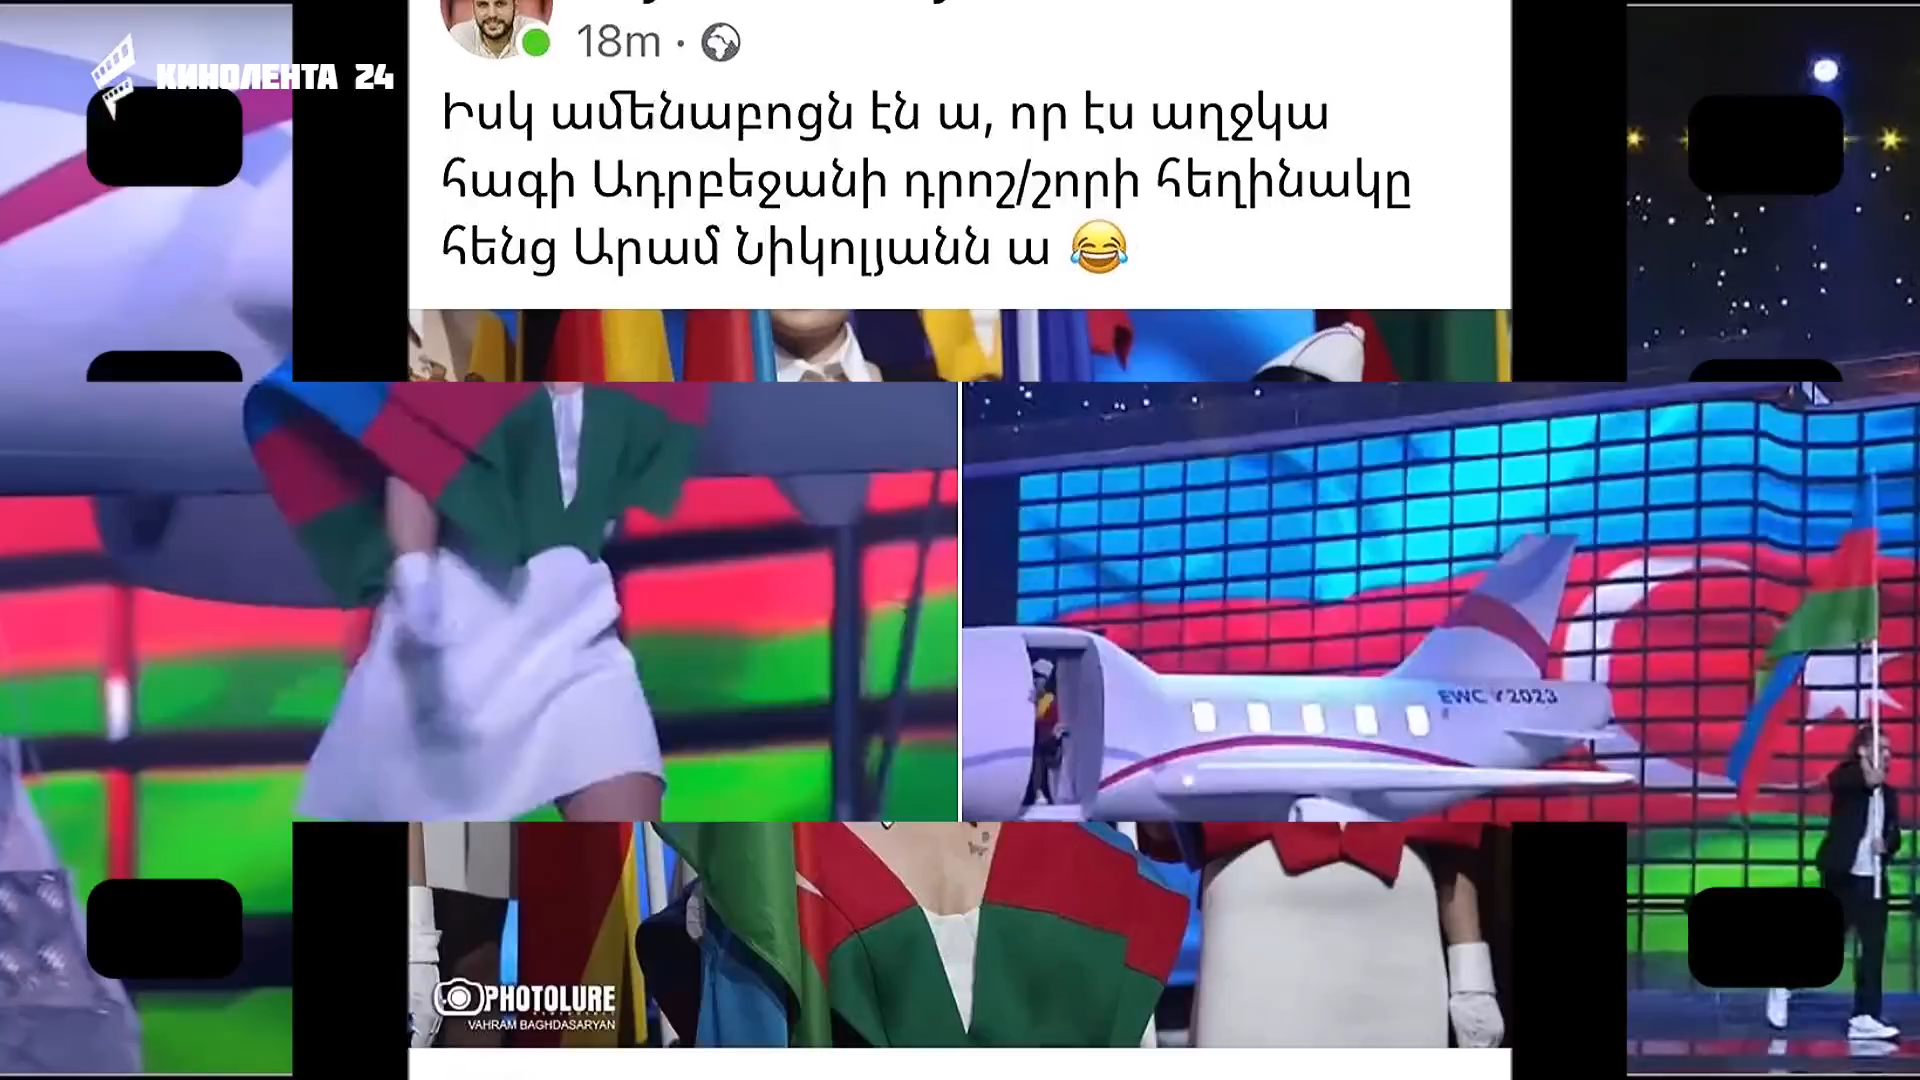 КИНОЛЕНТА 24
18m
Իսկ ամենաբոցն էն ա, որ էս աղջկա
հագի Ադրբեջանի դրոշ/շորի հեղինակը
հենց Արամ Նիկոլյանն ա 😂
EWC 2023
PHOTOLURE
VAHRAM BAGHDASARYAN